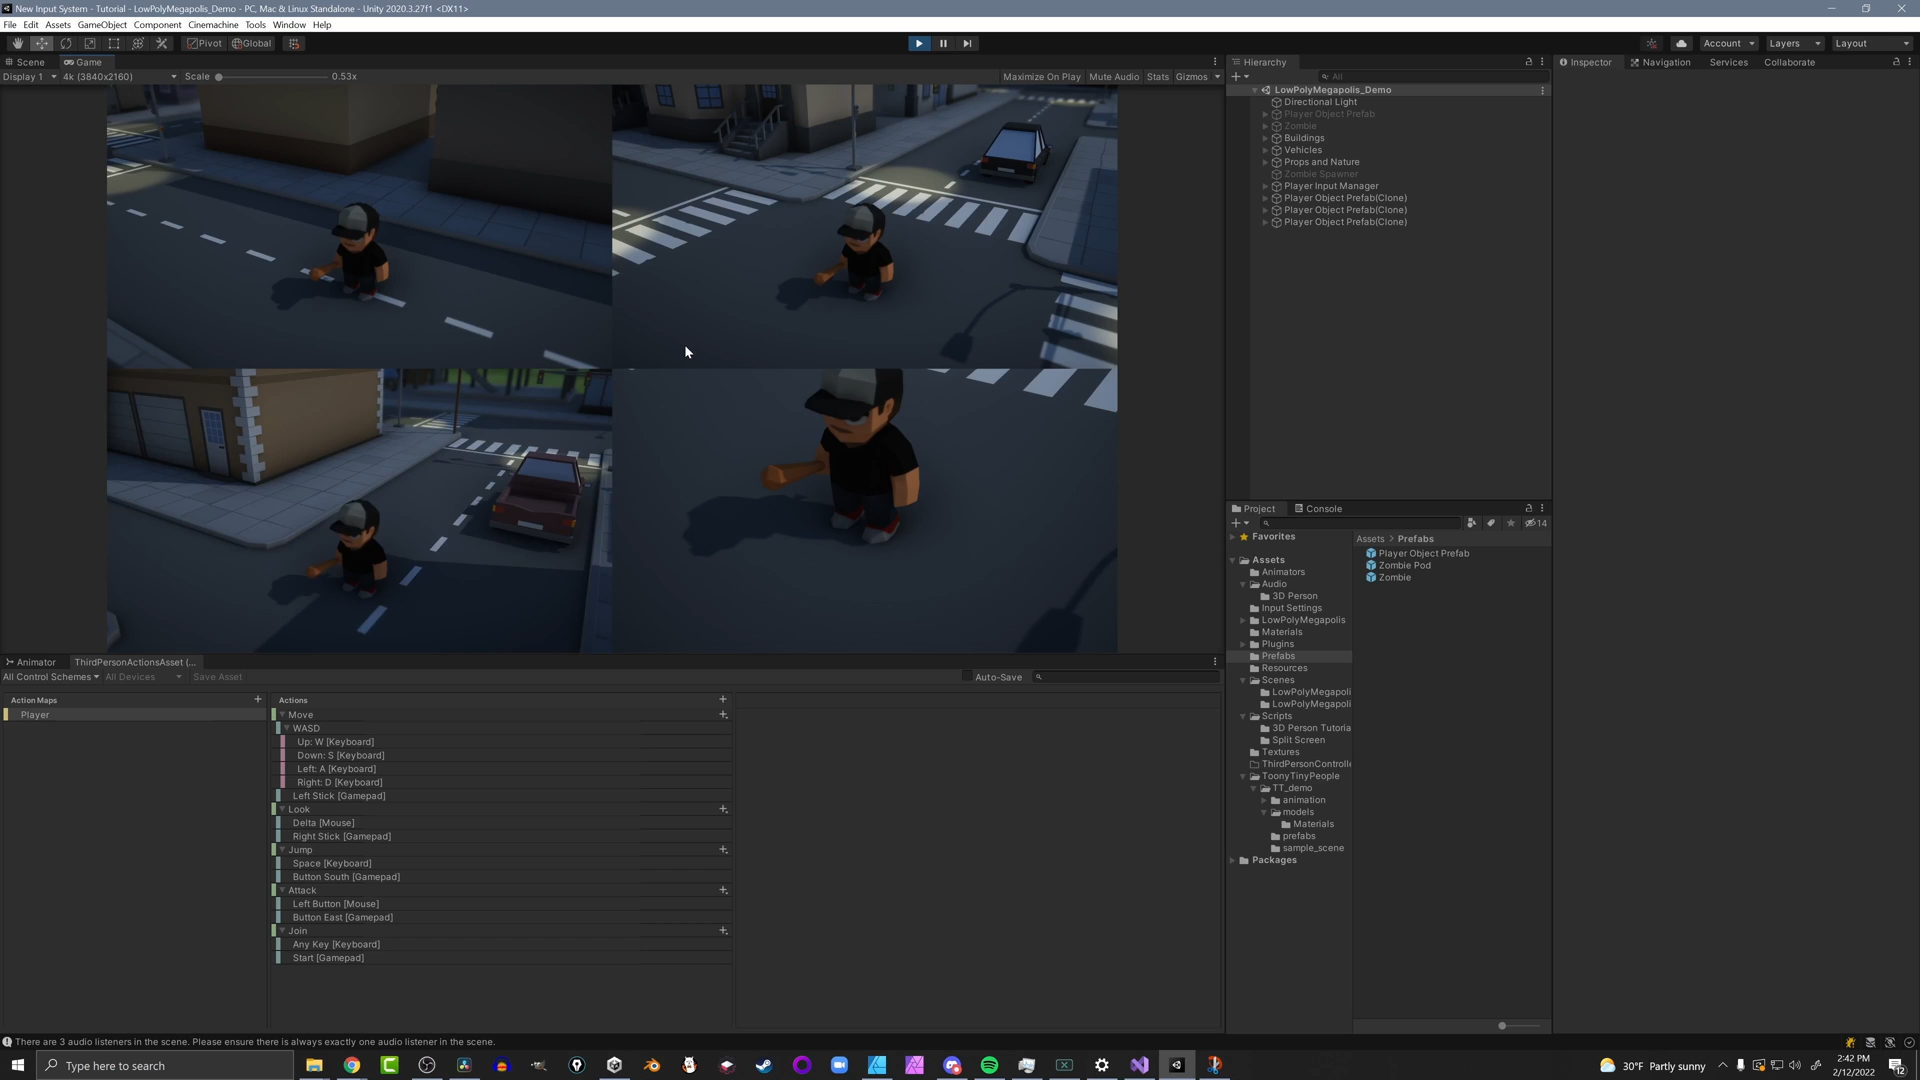 New Input System - Tutorial - LowPolyMegapolis_Demo - PC, Mac & Linux Standalone - Unity 2020.3.27f1 <DX11>
File Edit Assets GameObject Component Cinemachine Tools Window Help
Pivot Global Account Layers Layout
Scene Game
Display 1 4k (3840x2160) Scale 0.53x Maximize On Play Mute Audio Stats Gizmos
Hierarchy
All
LowPolyMegapolis_Demo
Directional Light
Player Object Prefab
Zombie
Buildings
Vehicles
Props and Nature
Zombie Spawner
Player Input Manager
Player Object Prefab(Clone)
Player Object Prefab(Clone)
Player Object Prefab(Clone)
Inspector Navigation Services Collaborate
Project Console
14
Favorites
Assets
Animators
Audio
3D Person
Input Settings
LowPolyMegapolis
Materials
Plugins
Prefabs
Resources
Scenes
LowPolyMegapoli
LowPolyMegapoli
Scripts
3D Person Tutoria
Split Screen
Textures
ThirdPersonControlle
ToonyTinyPeople
TT_demo
animation
models
Materials
prefabs
sample_scene
Packages
Assets > Prefabs
Player Object Prefab
Zombie Pod
Zombie
Animator ThirdPersonActionsAsset (...
All Control Schemes All Devices Save Asset Auto-Save
Action Maps
Player
Actions
Move
WASD
Up: W [Keyboard]
Down: S [Keyboard]
Left: A [Keyboard]
Right: D [Keyboard]
Left Stick [Gamepad]
Look
Delta [Mouse]
Right Stick [Gamepad]
Jump
Space [Keyboard]
Button South [Gamepad]
Attack
Left Button [Mouse]
Button East [Gamepad]
Join
Any Key [Keyboard]
Start [Gamepad]
There are 3 audio listeners in the scene. Please ensure there is always exactly one audio listener in the scene.
Type here to search
30°F Partly sunny
2:42 PM
2/12/2022
12